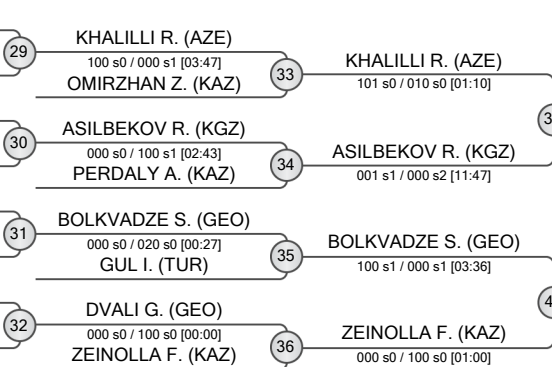 29
KHALILLI R. (AZE)
100 s0 / 000 s1 [03:47]
OMIRZHAN Z. (KAZ)
33
KHALILLI R. (AZE)
101 s0 / 010 s0 [01:10]
30
ASILBEKOV R. (KGZ)
000 s0 / 100 s1 [02:43]
PERDALY A. (KAZ)
34
ASILBEKOV R. (KGZ)
001 s1 / 000 s2 [11:47]
31
BOLKVADZE S. (GEO)
000 s0 / 020 s0 [00:27]
GUL I. (TUR)
35
BOLKVADZE S. (GEO)
100 s1 / 000 s1 [03:36]
32
DVALI G. (GEO)
000 s0 / 100 s0 [00:00]
ZEINOLLA F. (KAZ)
36
ZEINOLLA F. (KAZ)
000 s0 / 100 s0 [01:00]